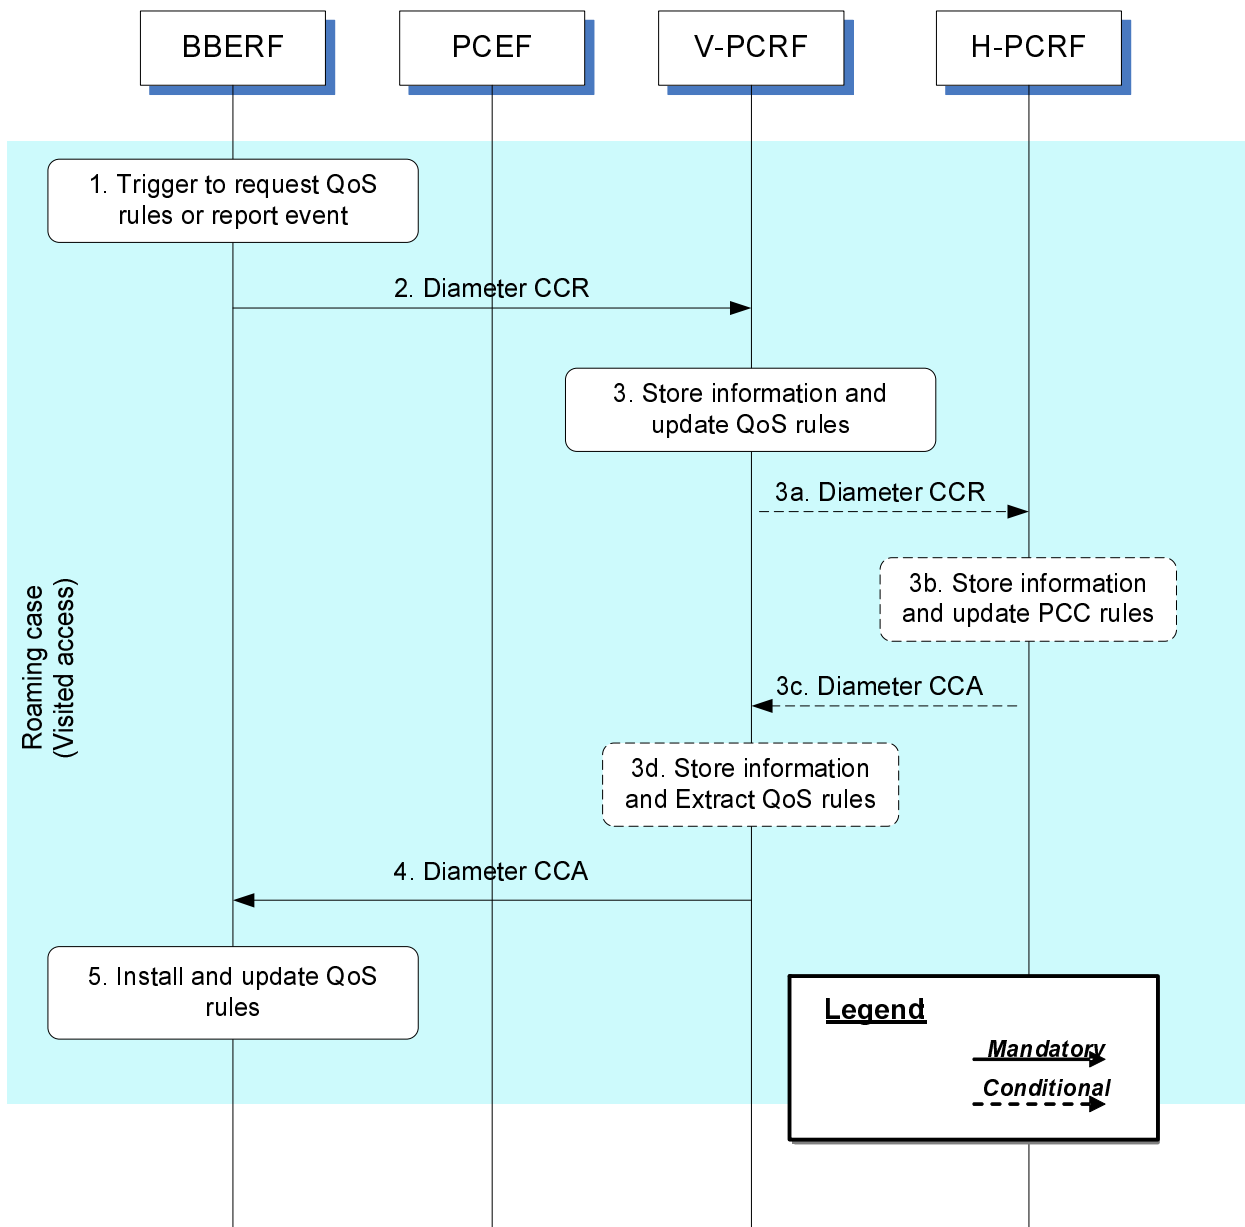 BBERF
PCEF
V-PCRF
H-PCRF
1. Trigger to request QoS
rules or report event
2. Diameter CCR
3. Store information and
update QoS rules
3a. Diameter CCR
3b. Store information
and update PCC rules
3c. Diameter CCA
3d. Store information
and Extract QoS rules
4. Diameter CCA
5. Install and update QoS
rules
Roaming case
(Visited access)
Legend:
Mandatory
Conditional